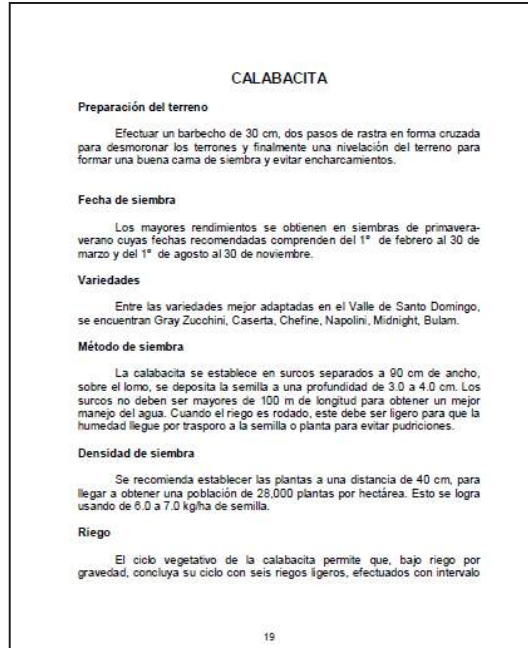 CALABACITA
Preparación del terreno
Efectuar un barbecho de 30 cm, dos pasos de rastra en forma cruzada
para desmoronar los terrones y finalmente una nivelación del terreno para
formar una buena cama de siembra y evitar encharcamientos.
Fecha de siembra
Los mayores rendimientos se obtienen en siembras de primavera-
verano cuyas fechas recomendadas comprenden del 1° de febrero al 30 de
marzo y del 1° de agosto al 30 de noviembre.
Variedades
Entre las variedades mejor adaptadas en el Valle de Santo Domingo,
se encuentran Gray Zucchini, Caserta, Chefine, Napolini, Midnight, Bulam.
Método de siembra
La calabacita se establece en surcos separados a 90 cm de ancho,
sobre el lomo, se deposita la semilla a una profundidad de 3.0 a 4.0 cm. Los
surcos no deben ser mayores de 100 m de longitud para obtener un mejor
manejo del agua. Cuando el riego es rodado, este debe ser ligero para que la
humedad llegue por trasporo a la semilla o planta para evitar pudriciones.
Densidad de siembra
Se recomienda establecer las plantas a una distancia de 40 cm, para
llegar a obtener una población de 28,000 plantas por hectárea. Esto se logra
usando de 6.0 a 7.0 kg/ha de semilla.
Riego
El ciclo vegetativo de la calabacita permite que, bajo riego por
gravedad, concluya su ciclo con seis riegos ligeros, efectuados con intervalo
19